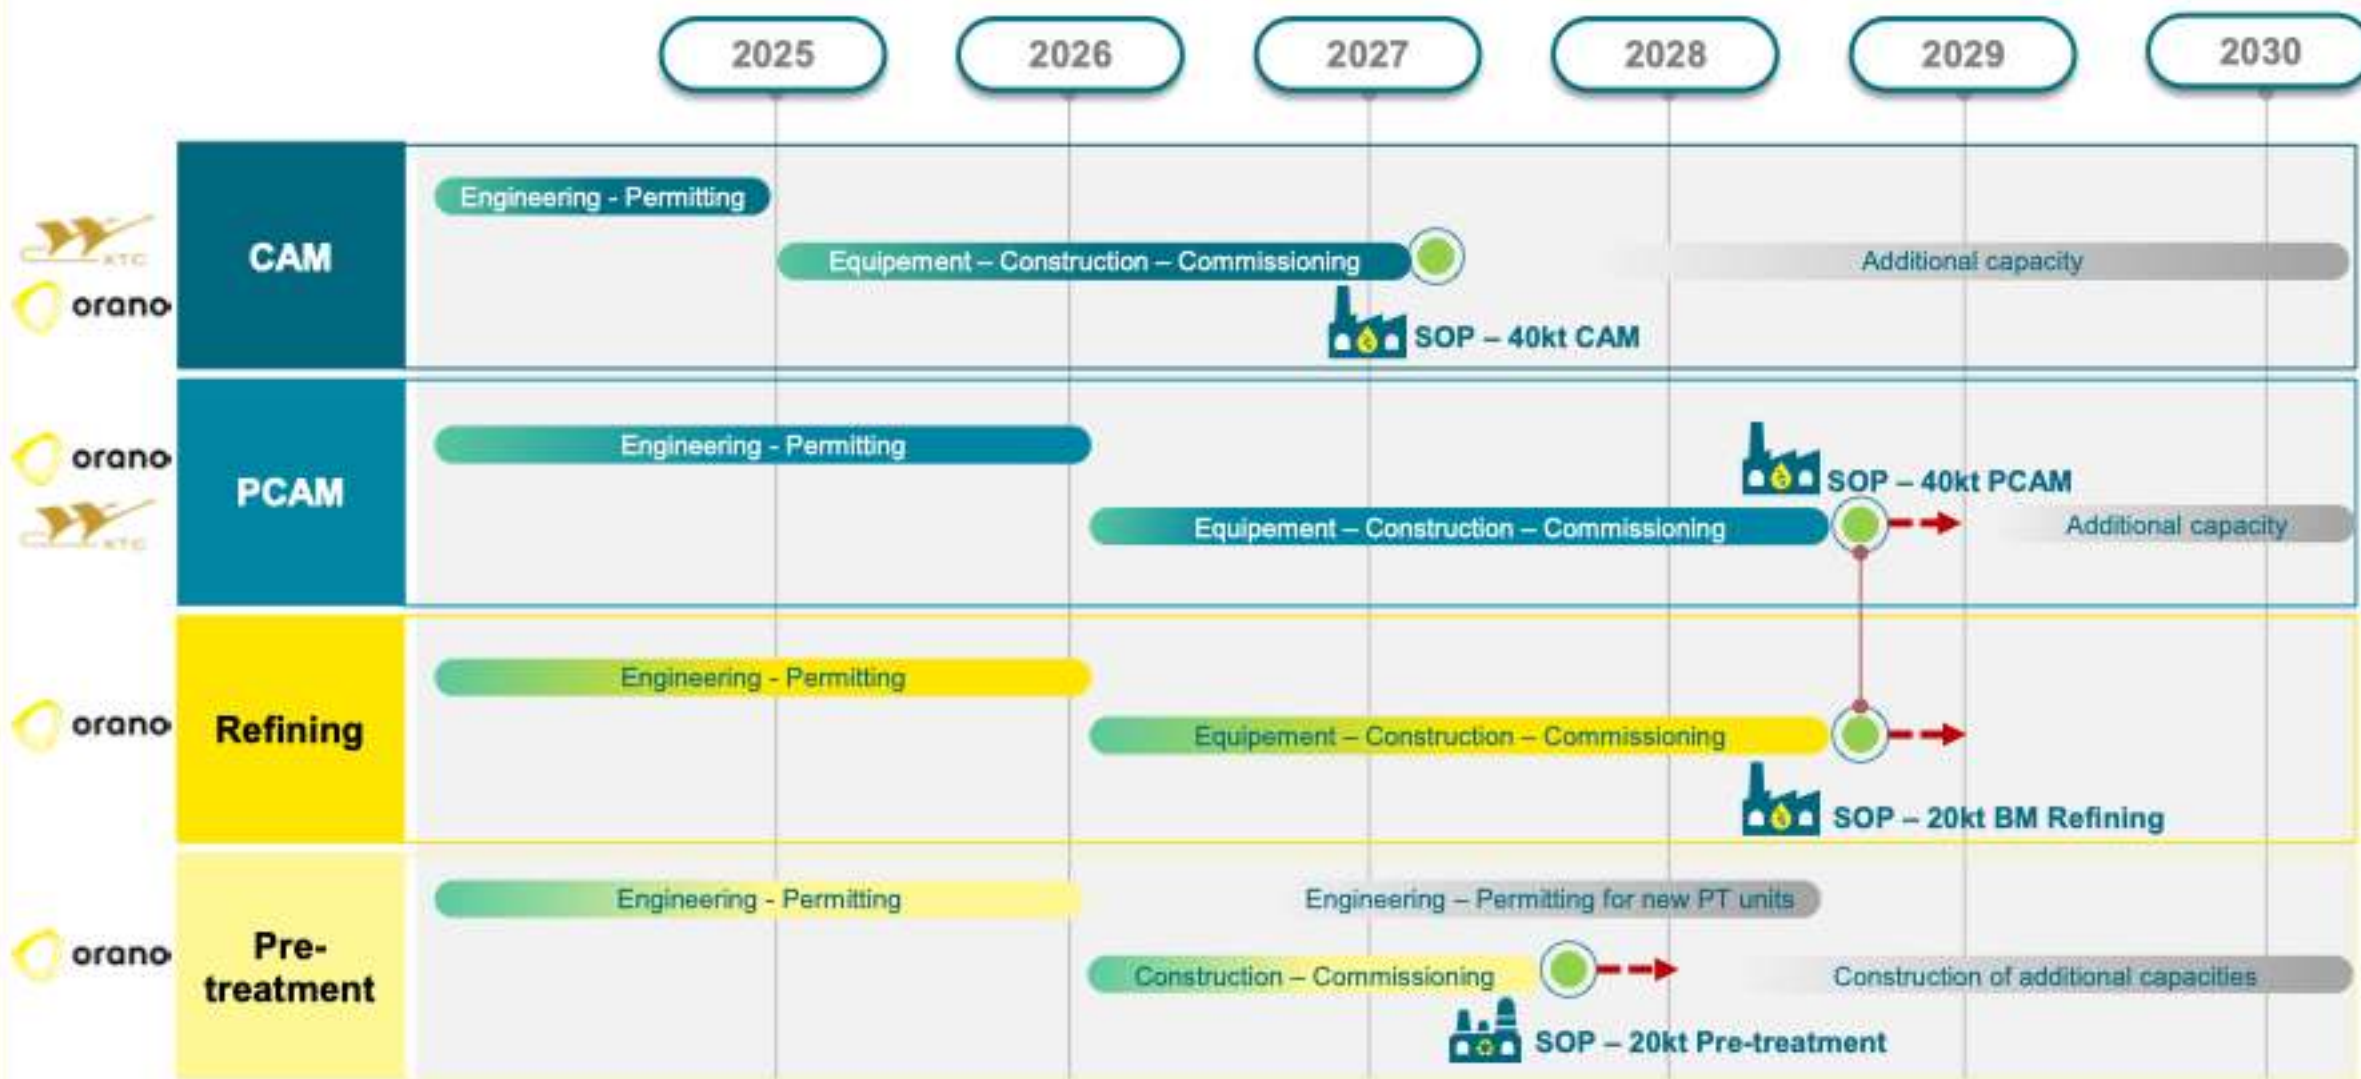 2025
2026
2027
2028
2029
2030
XTC
orano
CAM
Engineering - Permitting
Equipement – Construction – Commissioning
Additional capacity
SOP – 40kt CAM
orano
XTC
PCAM
Engineering - Permitting
SOP – 40kt PCAM
Equipement – Construction – Commissioning
Additional capacity
orano
Refining
Engineering - Permitting
Equipement – Construction – Commissioning
SOP – 20kt BM Refining
orano
Pre-
treatment
Engineering - Permitting
Engineering – Permitting for new PT units
Construction – Commissioning
Construction of additional capacities
SOP – 20kt Pre-treatment